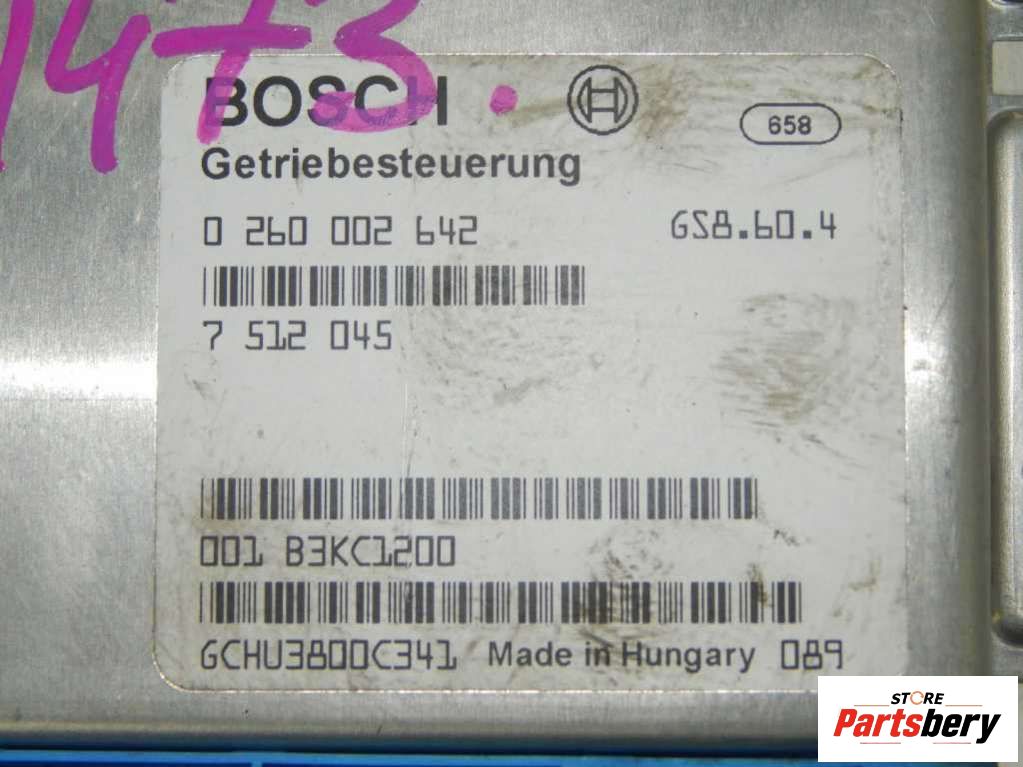 1473.
BOSCH
658
Getriebesteuerung
0 260 002 642 GS8.60.4
7 512 045
001 B3KC1200
GCHU3800C341 Made in Hungary 089
STORE
Partsbery